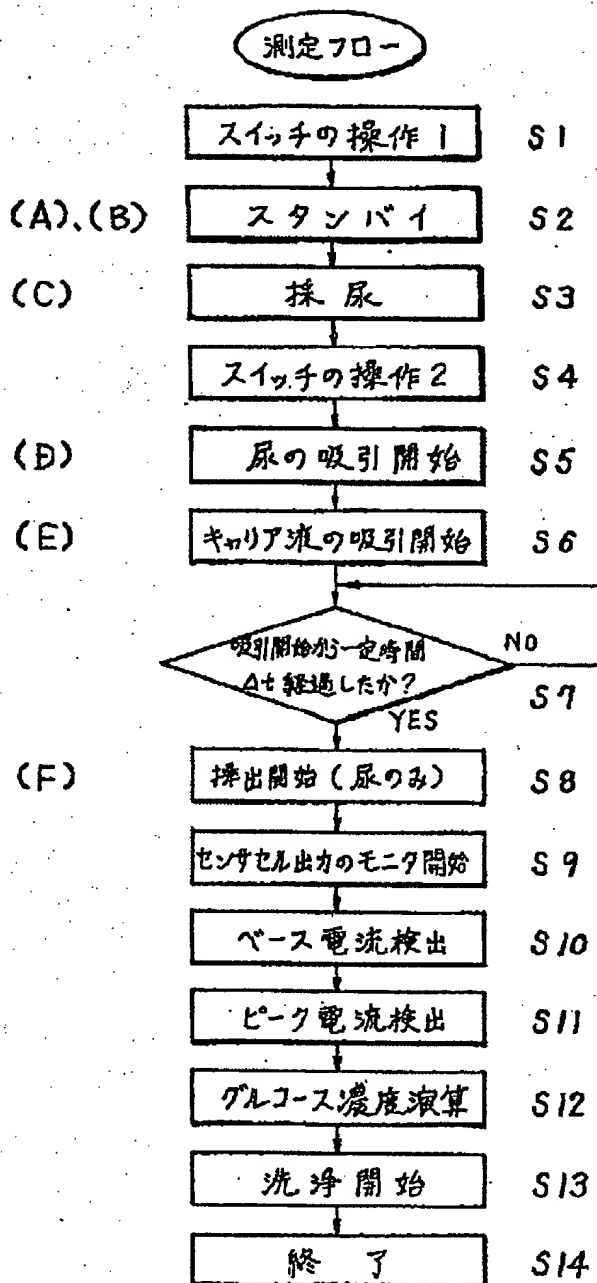 測定フロー
スイッチの操作1 S1
(A)、(B) スタンバイ S2
(C) 採尿 S3
スイッチの操作2 S4
(D) 尿の吸引開始 S5
(E) キャリア液の吸引開始 S6
吸引開始から一定時間 NO
Δt経過したか? S7
YES
(F) 操出開始(尿のみ) S8
センサセル出力のモニタ開始 S9
ベース電流検出 S10
ピーク電流検出 S11
グルコース濃度演算 S12
洗浄開始 S13
終了 S14